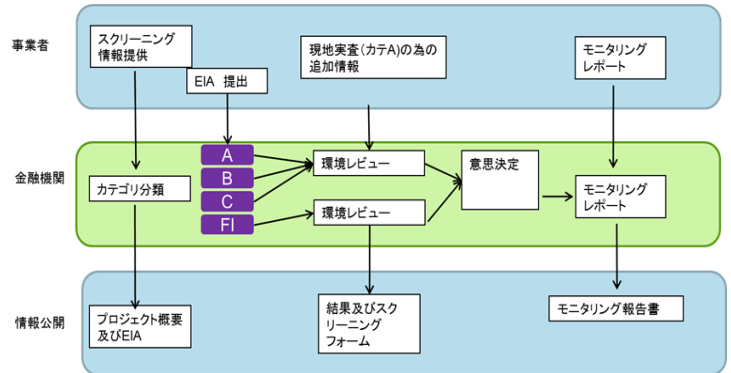 事業者
スクリーニング
情報提供
EIA 提出
現地実査(カテA)の為の
追加情報
モニタリング
レポート
金融機関
カテゴリ分類
A
B
C
FI
環境レビュー
環境レビュー
意思決定
モニタリング
レポート
情報公開
プロジェクト概要
及びEIA
結果及びスク
リーニング
フォーム
モニタリング報告書